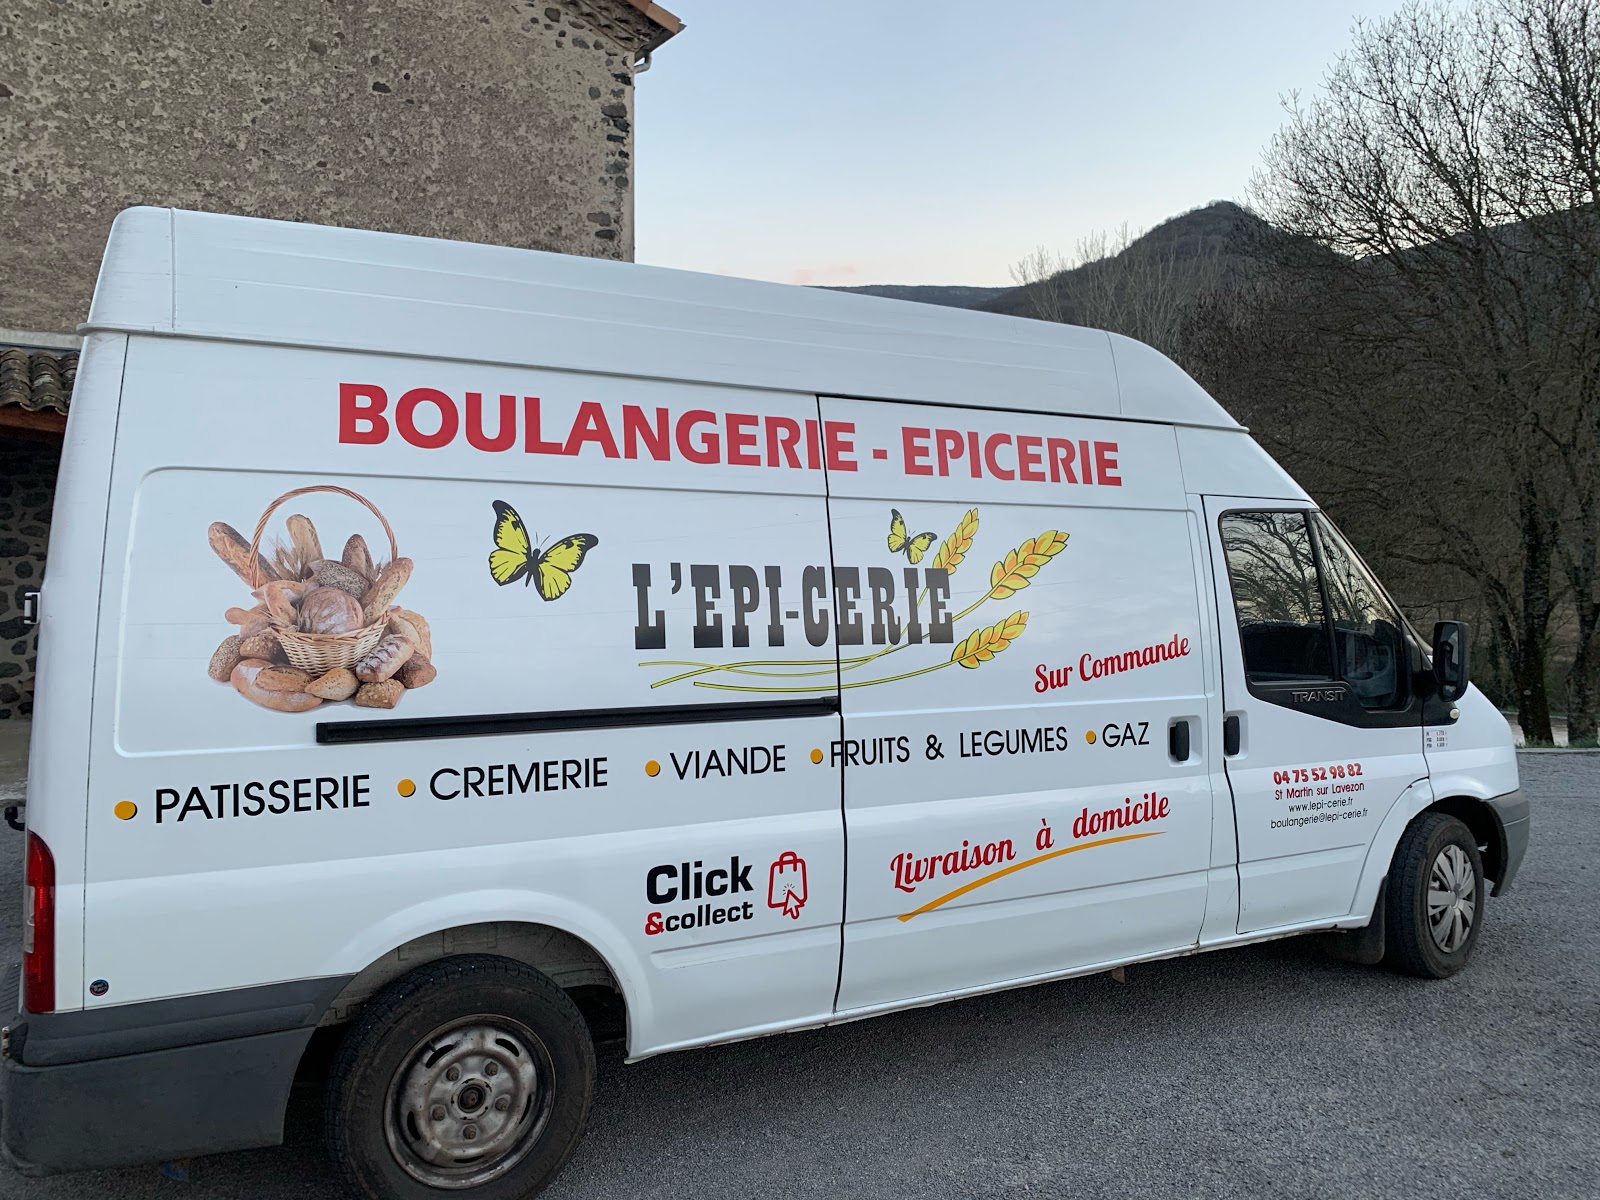 BOULANGERIE - EPICERIE
L'EPI-CERIE
Sur Commande
• PATISSERIE • CREMERIE • VIANDE • FRUITS & LEGUMES • GAZ
Livraison à domicile
Click
&collect
TRANSIT
04 75 52 98 82
St Martin sur Lavezon
www.lepi-cerie.fr
boulangerie@lepi-cerie.fr